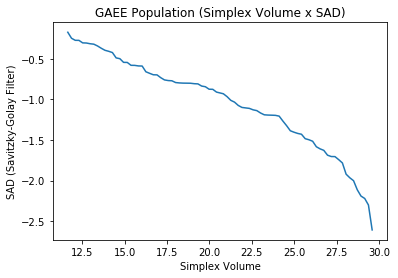 GAEE Population (Simplex Volume x SAD)
SAD (Savitzky-Golay Filter)
−0.5
−1.0
−1.5
−2.0
−2.5
12.5 15.0 17.5 20.0 22.5 25.0 27.5 30.0
Simplex Volume